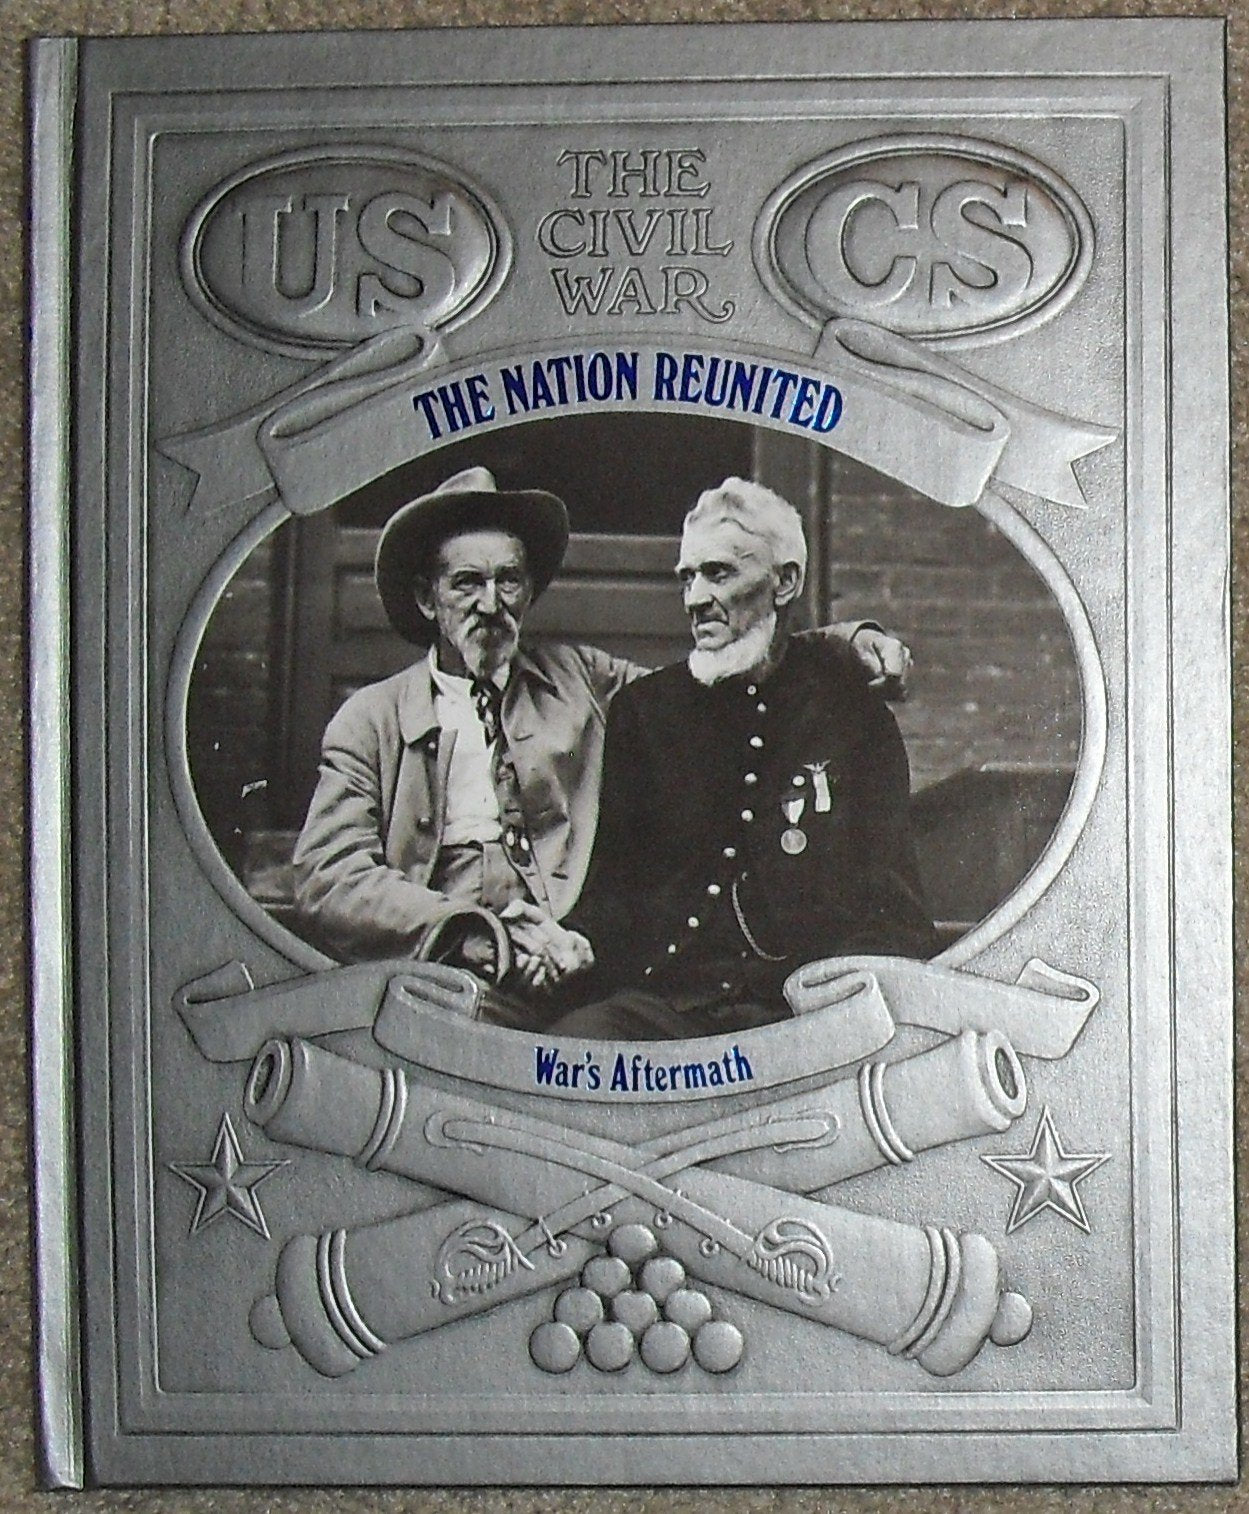 US
THE
CIVIL
WAR
CS
THE NATION REUNITED
War's Aftermath